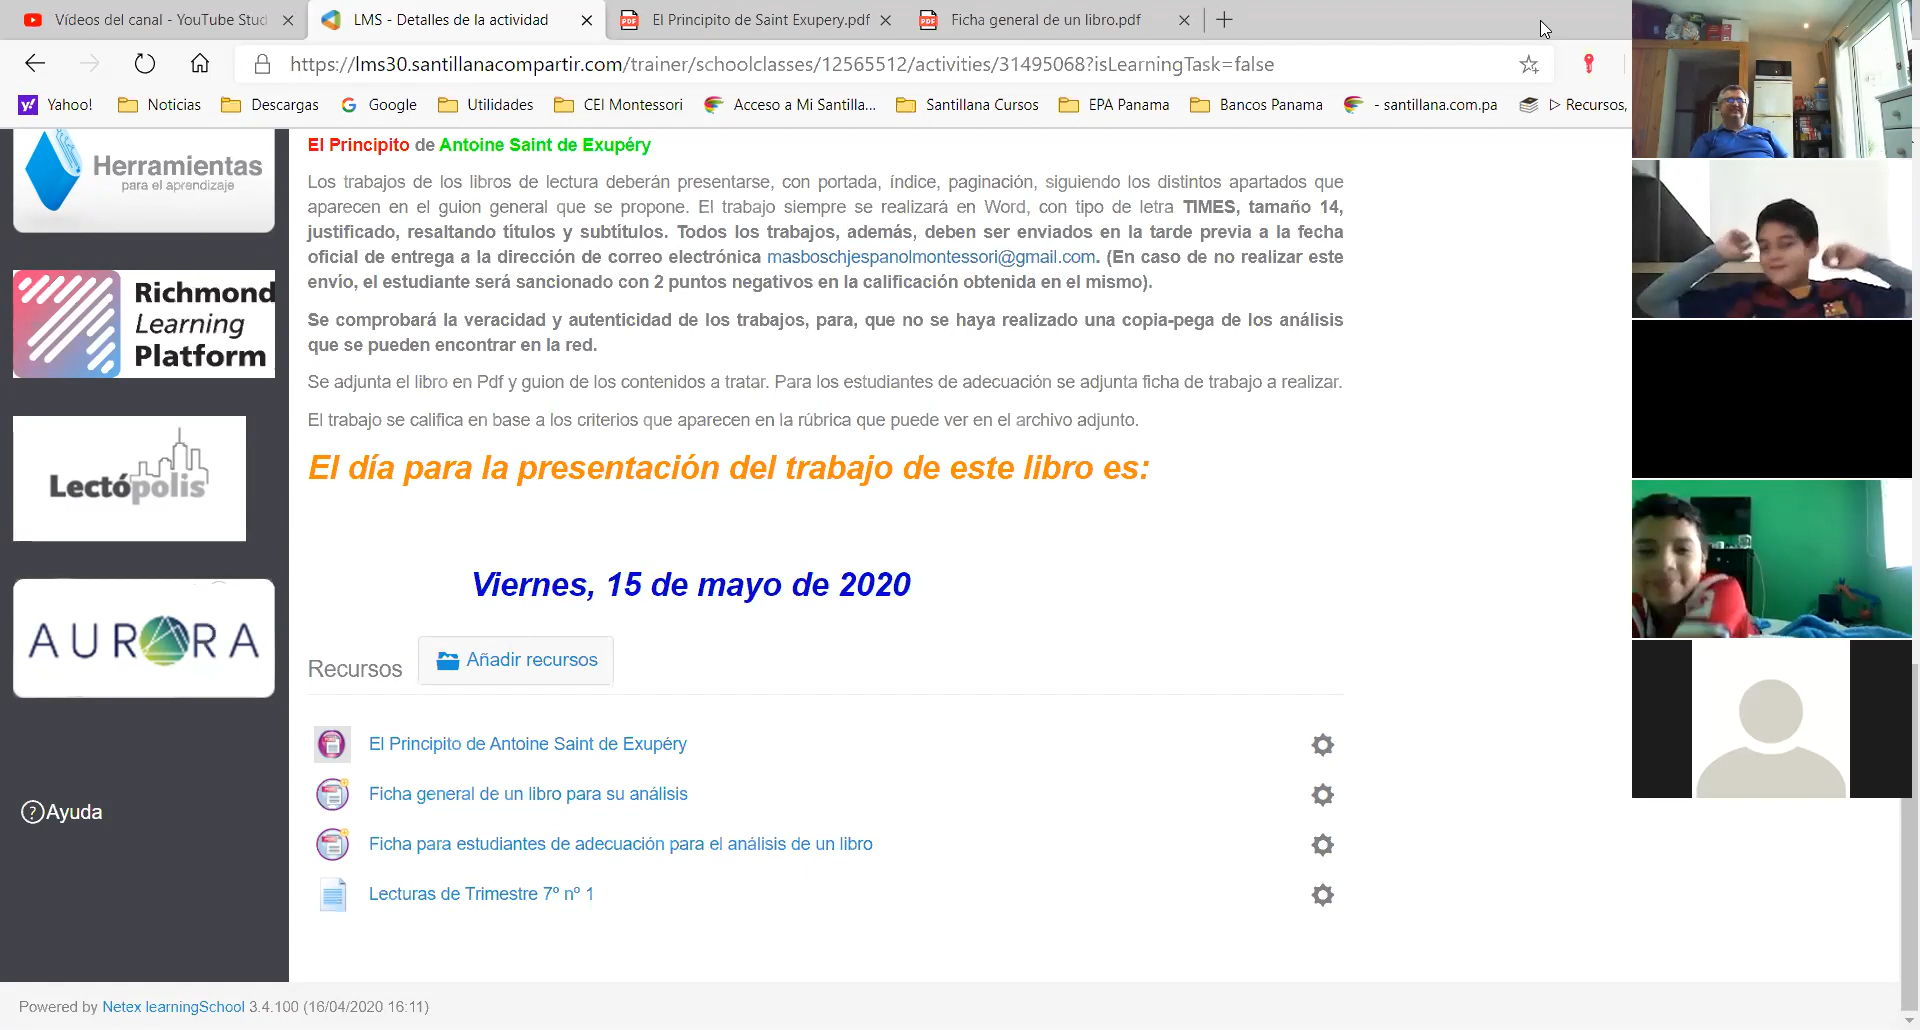 Vídeos del canal - YouTube Stud
LMS - Detalles de la actividad
El Principito de Saint Exupery.pdf
Ficha general de un libro.pdf
https://lms30.santillanacompartir.com/trainer/schoolclasses/12565512/activities/31495068?isLearningTask=false
Yahoo!
Noticias
Descargas
Google
Utilidades
CEI Montessori
Acceso a Mi Santilla...
Santillana Cursos
EPA Panama
Bancos Panama
- santillana.com.pa
▷ Recursos,
Herramientas
para el aprendizaje
Richmond
Learning
Platform
Lectópolis
AURORA
Ayuda
El Principito de Antoine Saint de Exupéry
Los trabajos de los libros de lectura deberán presentarse, con portada, índice, paginación, siguiendo los distintos apartados que
aparecen en el guion general que se propone. El trabajo siempre se realizará en Word, con tipo de letra TIMES, tamaño 14,
justificado, resaltando títulos y subtítulos. Todos los trabajos, además, deben ser enviados en la tarde previa a la fecha
oficial de entrega a la dirección de correo electrónica masboschjespanolmontessori@gmail.com. (En caso de no realizar este
envío, el estudiante será sancionado con 2 puntos negativos en la calificación obtenida en el mismo).
Se comprobará la veracidad y autenticidad de los trabajos, para, que no se haya realizado una copia-pega de los análisis
que se pueden encontrar en la red.
Se adjunta el libro en Pdf y guion de los contenidos a tratar. Para los estudiantes de adecuación se adjunta ficha de trabajo a realizar.
El trabajo se califica en base a los criterios que aparecen en la rúbrica que puede ver en el archivo adjunto.
El día para la presentación del trabajo de este libro es:
Viernes, 15 de mayo de 2020
Recursos
Añadir recursos
El Principito de Antoine Saint de Exupéry
Ficha general de un libro para su análisis
Ficha para estudiantes de adecuación para el análisis de un libro
Lecturas de Trimestre 7º nº 1
Powered by Netex learningSchool 3.4.100 (16/04/2020 16:11)